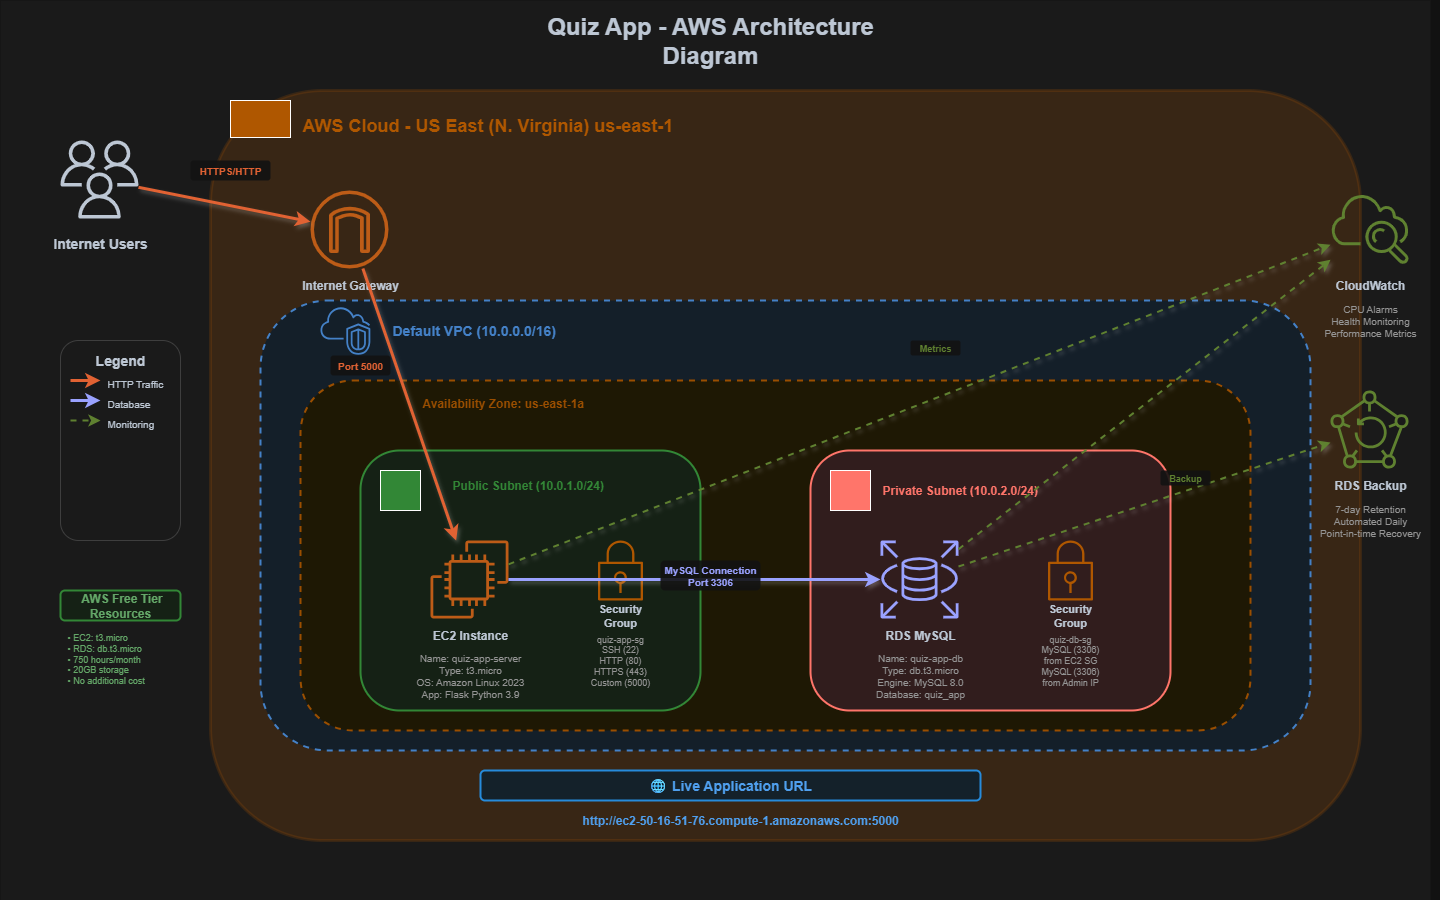 Quiz App - AWS Architecture
Diagram
AWS Cloud - US East (N. Virginia) us-east-1
HTTPS/HTTP
Internet Users
Internet Gateway
CloudWatch
CPU Alarms
Health Monitoring
Performance Metrics
Default VPC (10.0.0.0/16)
Port 5000
Metrics
Legend
HTTP Traffic
Database
Monitoring
Availability Zone: us-east-1a
Public Subnet (10.0.1.0/24)
Private Subnet (10.0.2.0/24)
Backup
RDS Backup
7-day Retention
Automated Daily
Point-in-time Recovery
MySQL Connection
Port 3306
EC2 Instance
Name: quiz-app-server
Type: t3.micro
OS: Amazon Linux 2023
App: Flask Python 3.9
Security
Group
quiz-app-sg
SSH (22)
HTTP (80)
HTTPS (443)
Custom (5000)
RDS MySQL
Name: quiz-app-db
Type: db.t3.micro
Engine: MySQL 8.0
Database: quiz_app
Security
Group
quiz-db-sg
MySQL (3306)
from EC2 SG
MySQL (3306)
from Admin IP
AWS Free Tier
Resources
• EC2: t3.micro
• RDS: db.t3.micro
• 750 hours/month
• 20GB storage
• No additional cost
🌐 Live Application URL
http://ec2-50-16-51-76.compute-1.amazonaws.com:5000